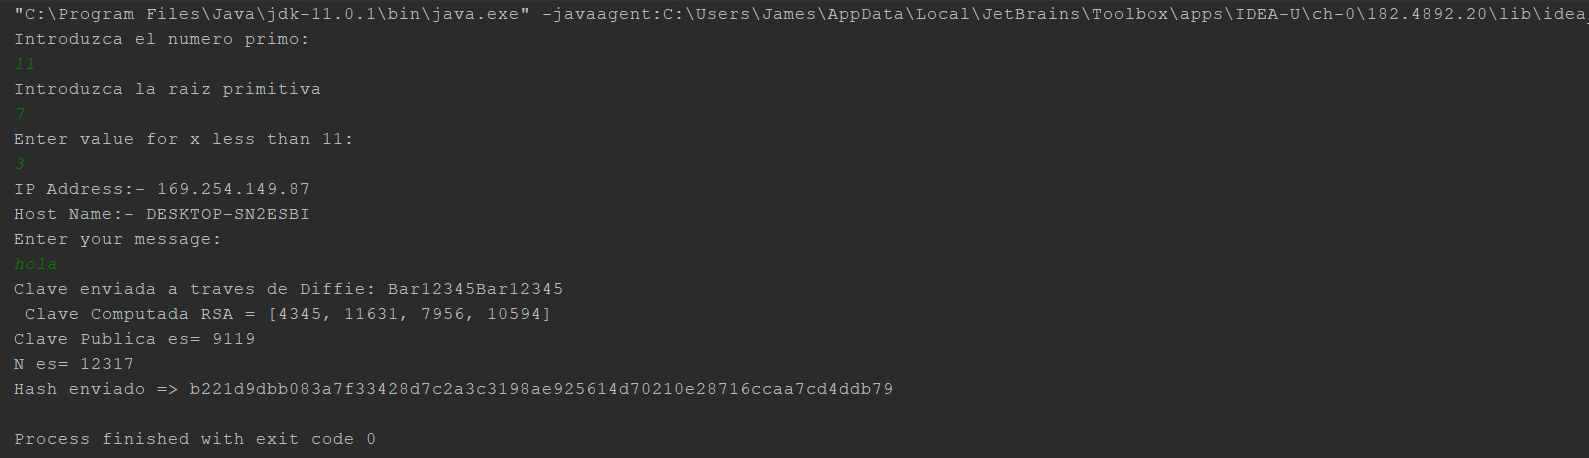 "C:\Program Files\Java\jdk-11.0.1\bin\java.exe" -javaagent:C:\Users\James\AppData\Local\JetBrains\Toolbox\apps\IDEA-U\ch-0\182.4892.20\lib\idea_
Introduzca el numero primo:
11
Introduzca la raiz primitiva
7
Enter value for x less than 11:
3
IP Address:- 169.254.149.87
Host Name:- DESKTOP-SN2ESBI
Enter your message:
hola
Clave enviada a traves de Diffie: Bar12345Bar12345
Clave Computada RSA = [4345, 11631, 7956, 10594]
Clave Publica es= 9119
N es= 12317
Hash enviado => b221d9dbb083a7f33428d7c2a3c3198ae925614d70210e28716ccaa7cd4ddb79
Process finished with exit code 0